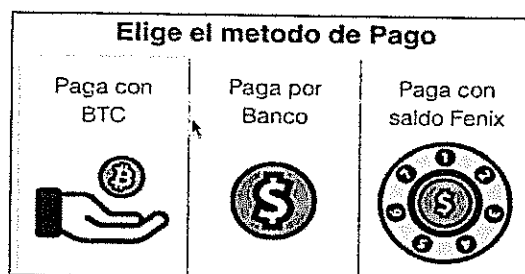 Elige el metodo de Pago
Paga con
BTC
Paga por
Banco
Paga con
saldo Fenix